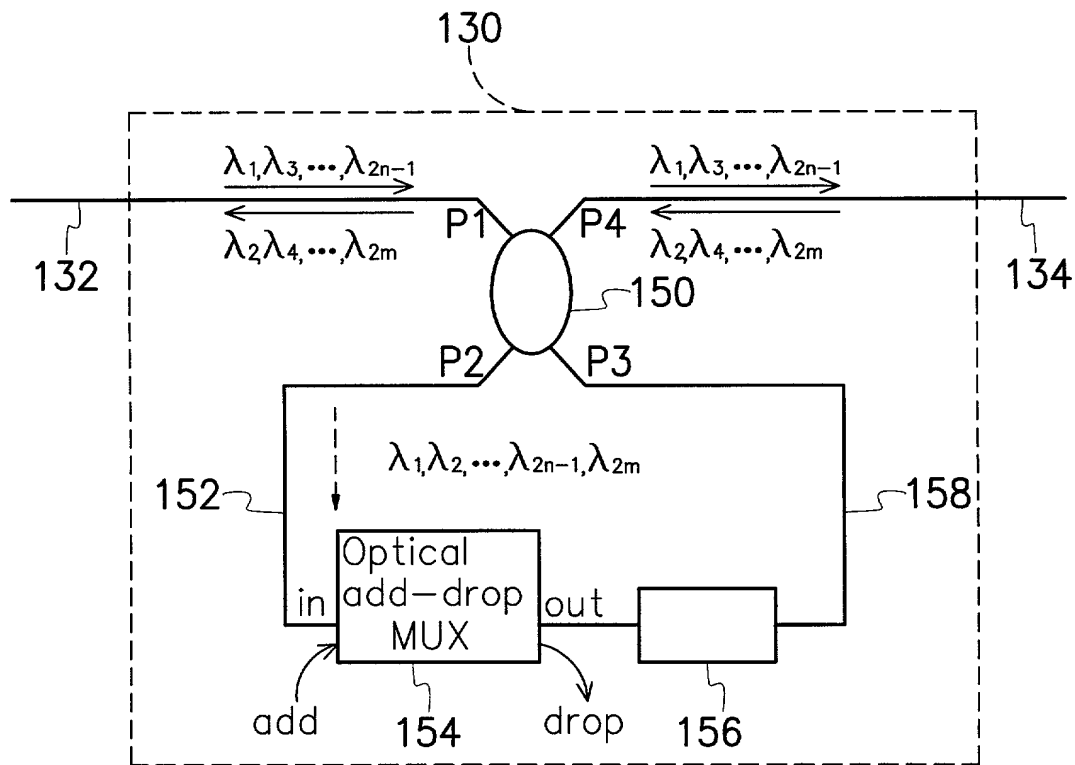 130
λ1,λ3,···,λ2n-1
λ1,λ3,···,λ2n-1
P1
P4
λ2,λ4,···,λ2m
λ2,λ4,···,λ2m
132
150
134
P2
P3
λ1,λ2,···,λ2n-1,λ2m
152
158
Optical
add-drop
MUX
in
out
add
154
drop
156